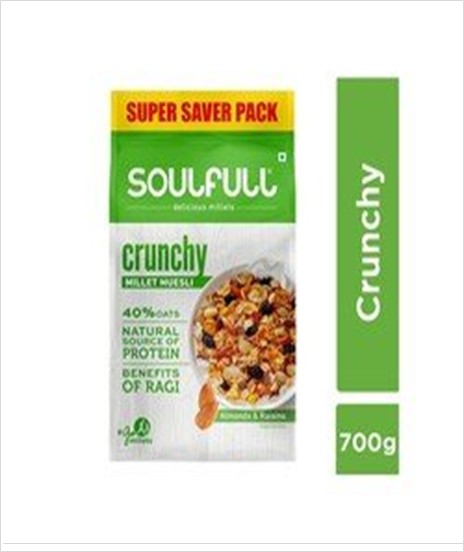 SUPER SAVER PACK
SOULFULL
delicious millets
crunchy
MILLET MUESLI
40% OATS
NATURAL
SOURCE OF
PROTEIN
BENEFITS
OF RAGI
Almonds & Raisins
Crunchy
700g